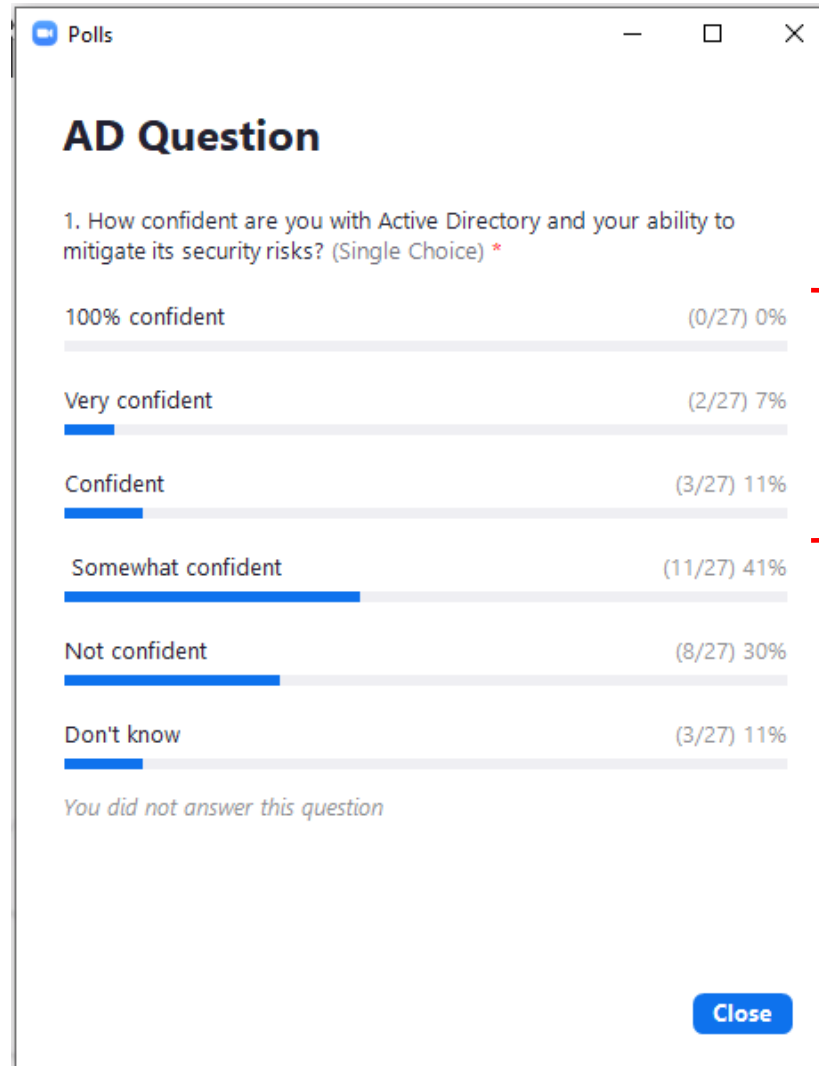 Polls
AD Question
1. How confident are you with Active Directory and your ability to
mitigate its security risks? (Single Choice) *
100% confident (0/27) 0%
Very confident (2/27) 7%
Confident (3/27) 11%
Somewhat confident (11/27) 41%
Not confident (8/27) 30%
Don't know (3/27) 11%
You did not answer this question
Close